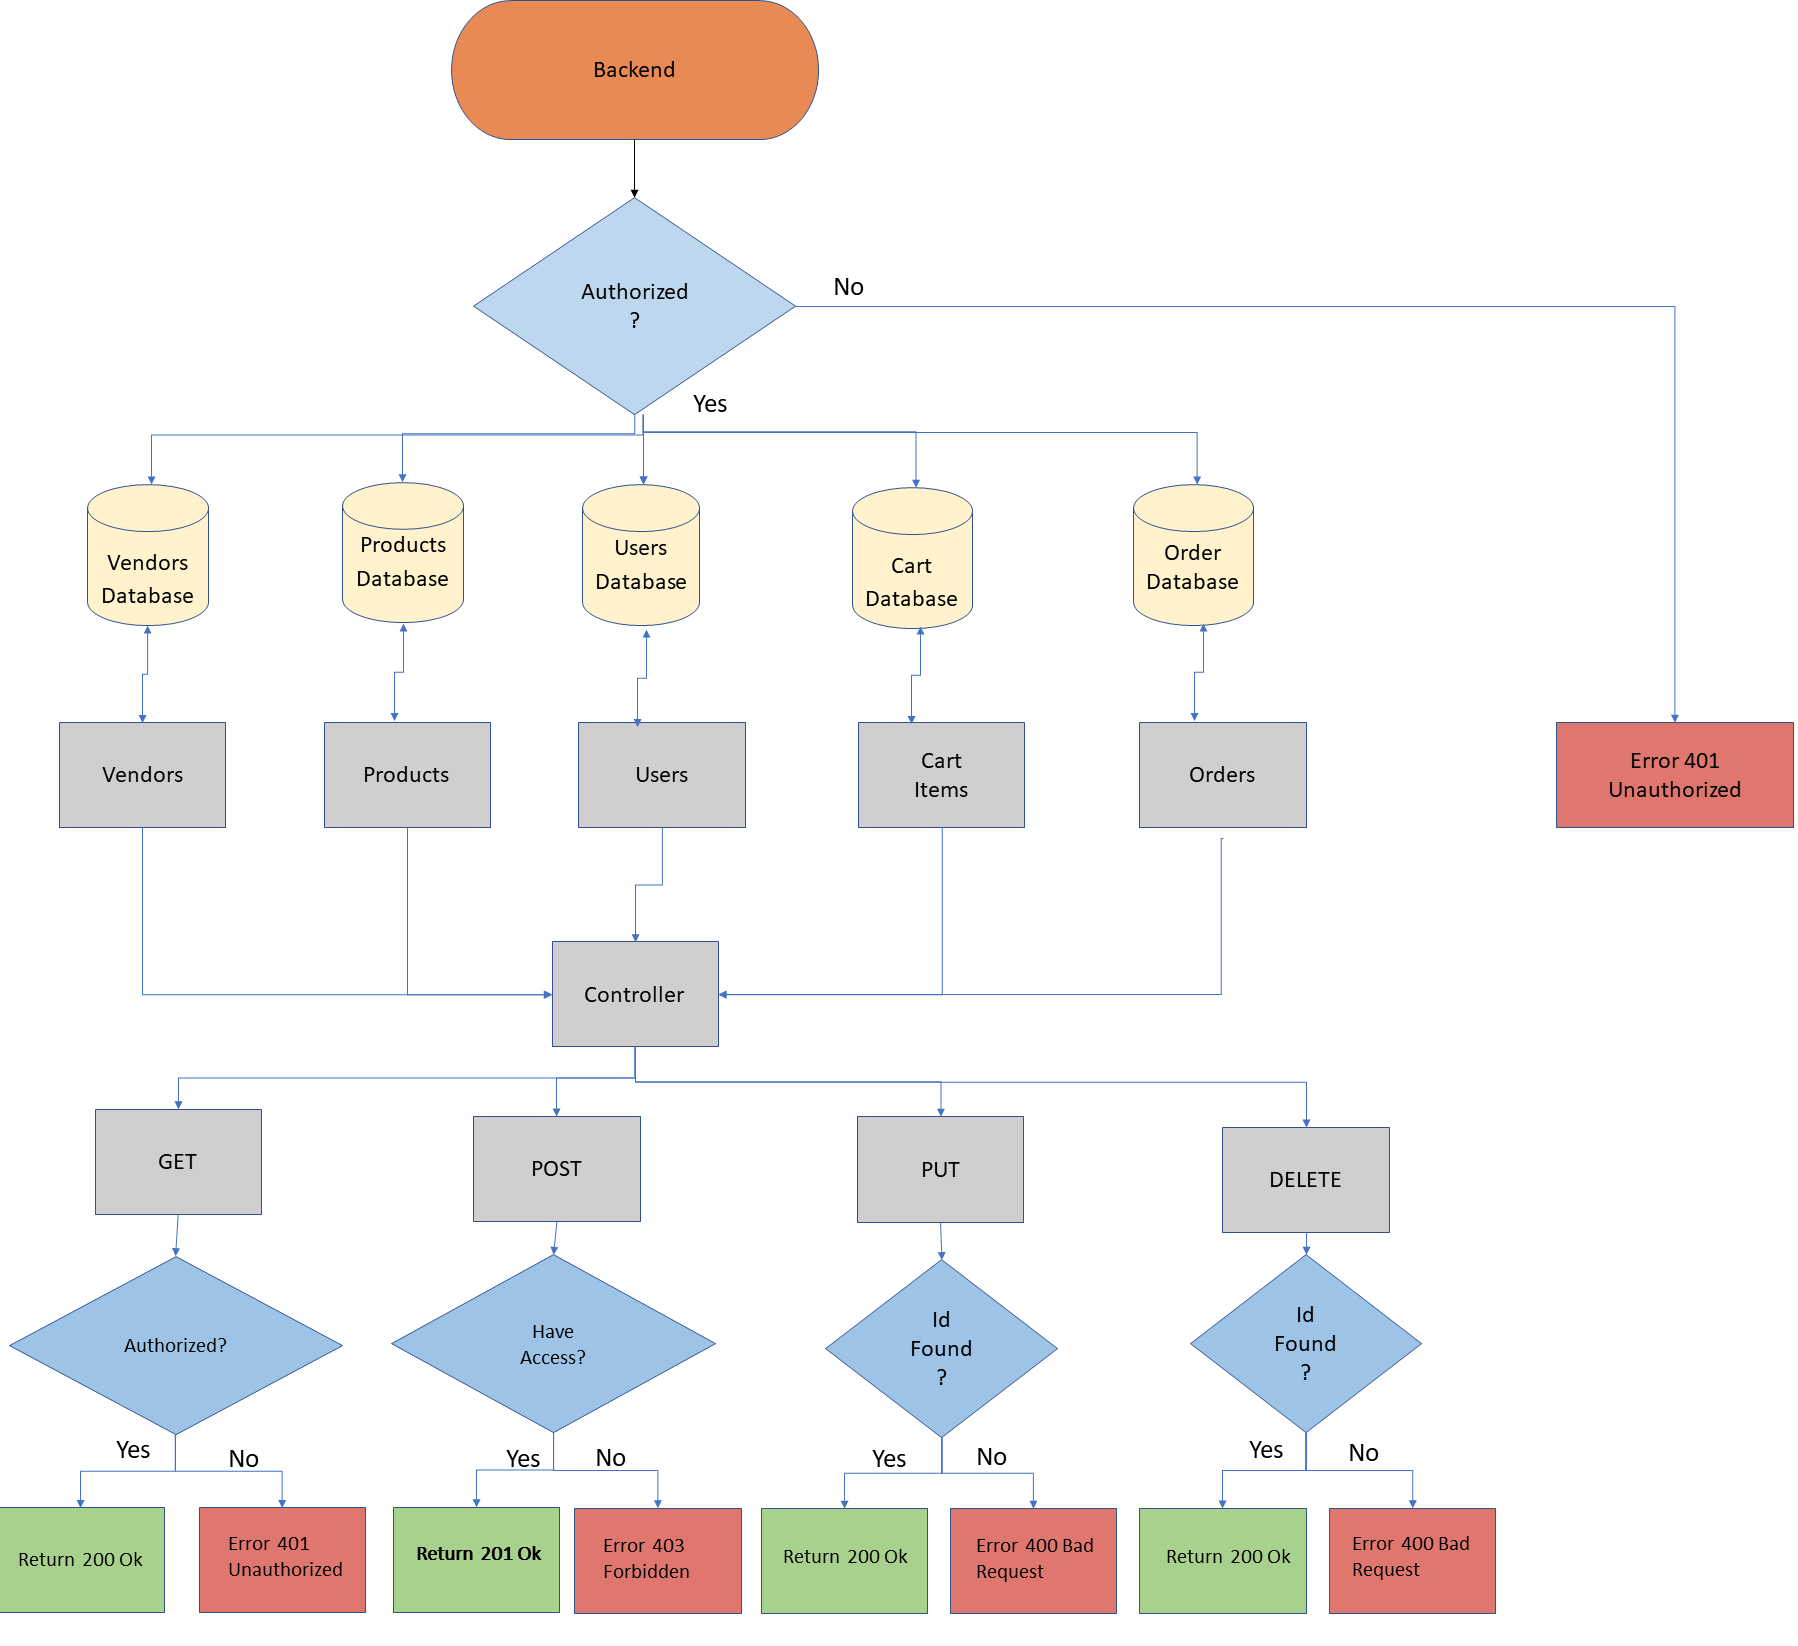 Backend
Authorized
?
No
Yes
Vendors
Database
Products
Database
Users
Database
Cart
Database
Order
Database
Vendors
Products
Users
Cart
Items
Orders
Error 401
Unauthorized
Controller
GET
POST
PUT
DELETE
Authorized?
Have
Access?
Id
Found
?
Id
Found
?
Yes
No
Yes
No
Yes
No
Yes
No
Return 200 Ok
Error 401
Unauthorized
Return 201 Ok
Error 403
Forbidden
Return 200 Ok
Error 400 Bad
Request
Return 200 Ok
Error 400 Bad
Request